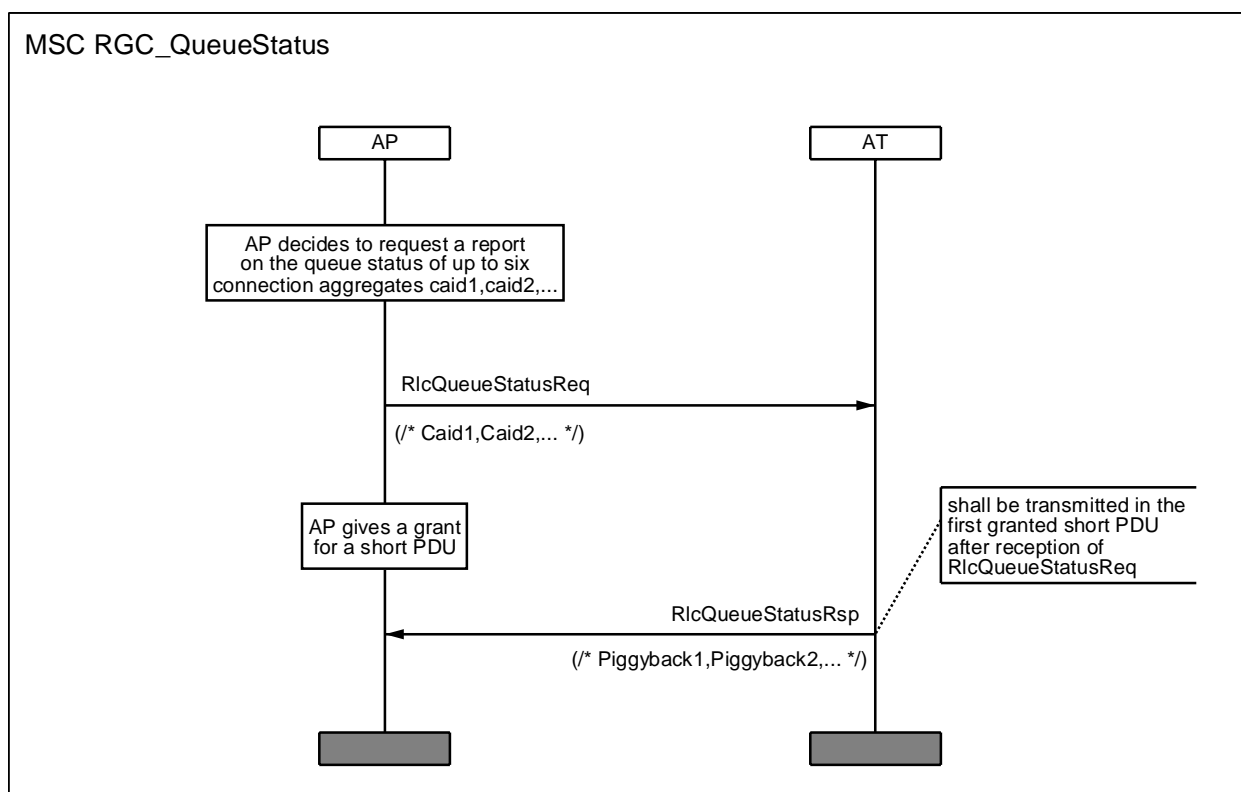 MSC RGC_QueueStatus
AP
AT
AP decides to request a report
on the queue status of up to six
connection aggregates caid1,caid2,...
RlcQueueStatusReq
(/* Caid1,Caid2,... */)
AP gives a grant
for a short PDU
shall be transmitted in the
first granted short PDU
after reception of
RlcQueueStatusReq
RlcQueueStatusRsp
(/* Piggyback1,Piggyback2,... */)